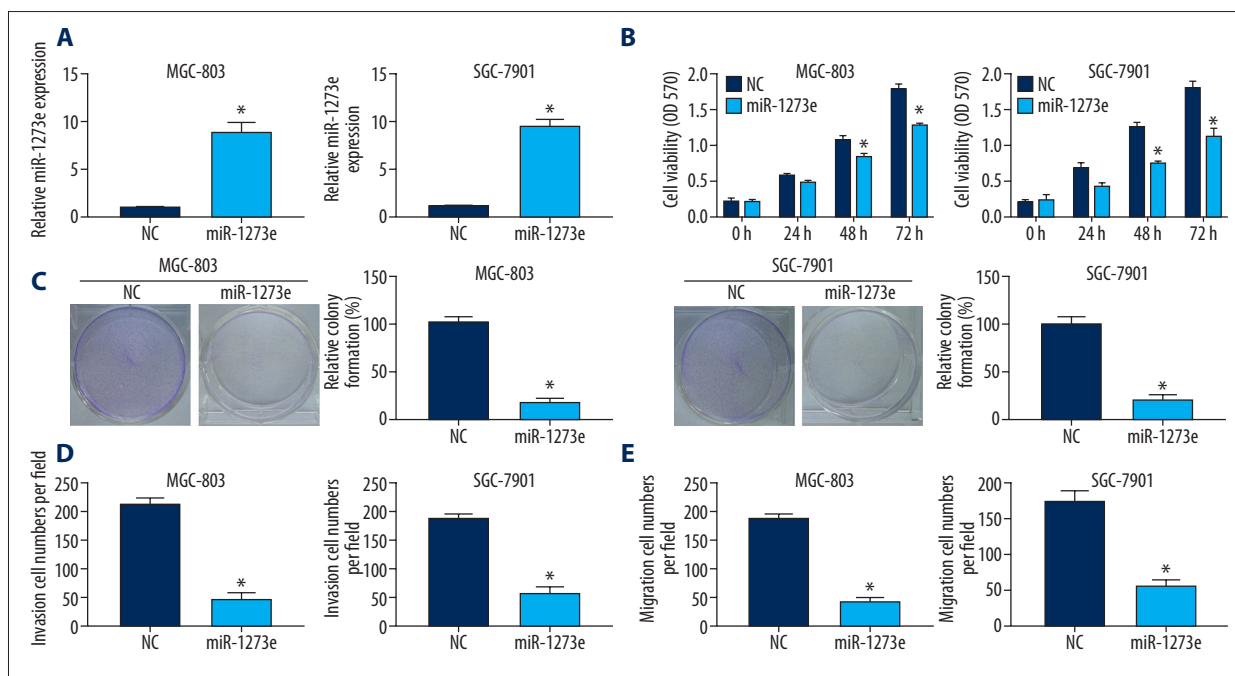 A
MGC-803
Relative miR-1273e expression
15
10
5
0
NC
miR-1273e
SGC-7901
Relative miR-1273e
expression
15
10
5
0
NC
miR-1273e
B
MGC-803
Cell viability (OD 570)
2.0
1.5
1.0
0.5
0.0
NC
miR-1273e
*
*
*
*
0 h
24 h
48 h
72 h
SGC-7901
Cell viability (OD 570)
2.0
1.5
1.0
0.5
0.0
NC
miR-1273e
*
*
0 h
24 h
48 h
72 h
C
MGC-803
NC
miR-1273e
MGC-803
Relative colony
formation (%)
150
100
50
0
*
NC
miR-1273e
SGC-7901
NC
miR-1273e
SGC-7901
Relative colony
formation (%)
150
100
50
0
*
NC
miR-1273e
D
MGC-803
Invasion cell numbers per field
250
200
150
100
50
0
*
NC
miR-1273e
SGC-7901
Invasion cell numbers
per field
250
200
150
100
50
0
*
NC
miR-1273e
E
MGC-803
Migration cell numbers
per field
250
200
150
100
50
0
*
NC
miR-1273e
SGC-7901
Migration cell numbers
per field
200
150
100
50
0
*
NC
miR-1273e